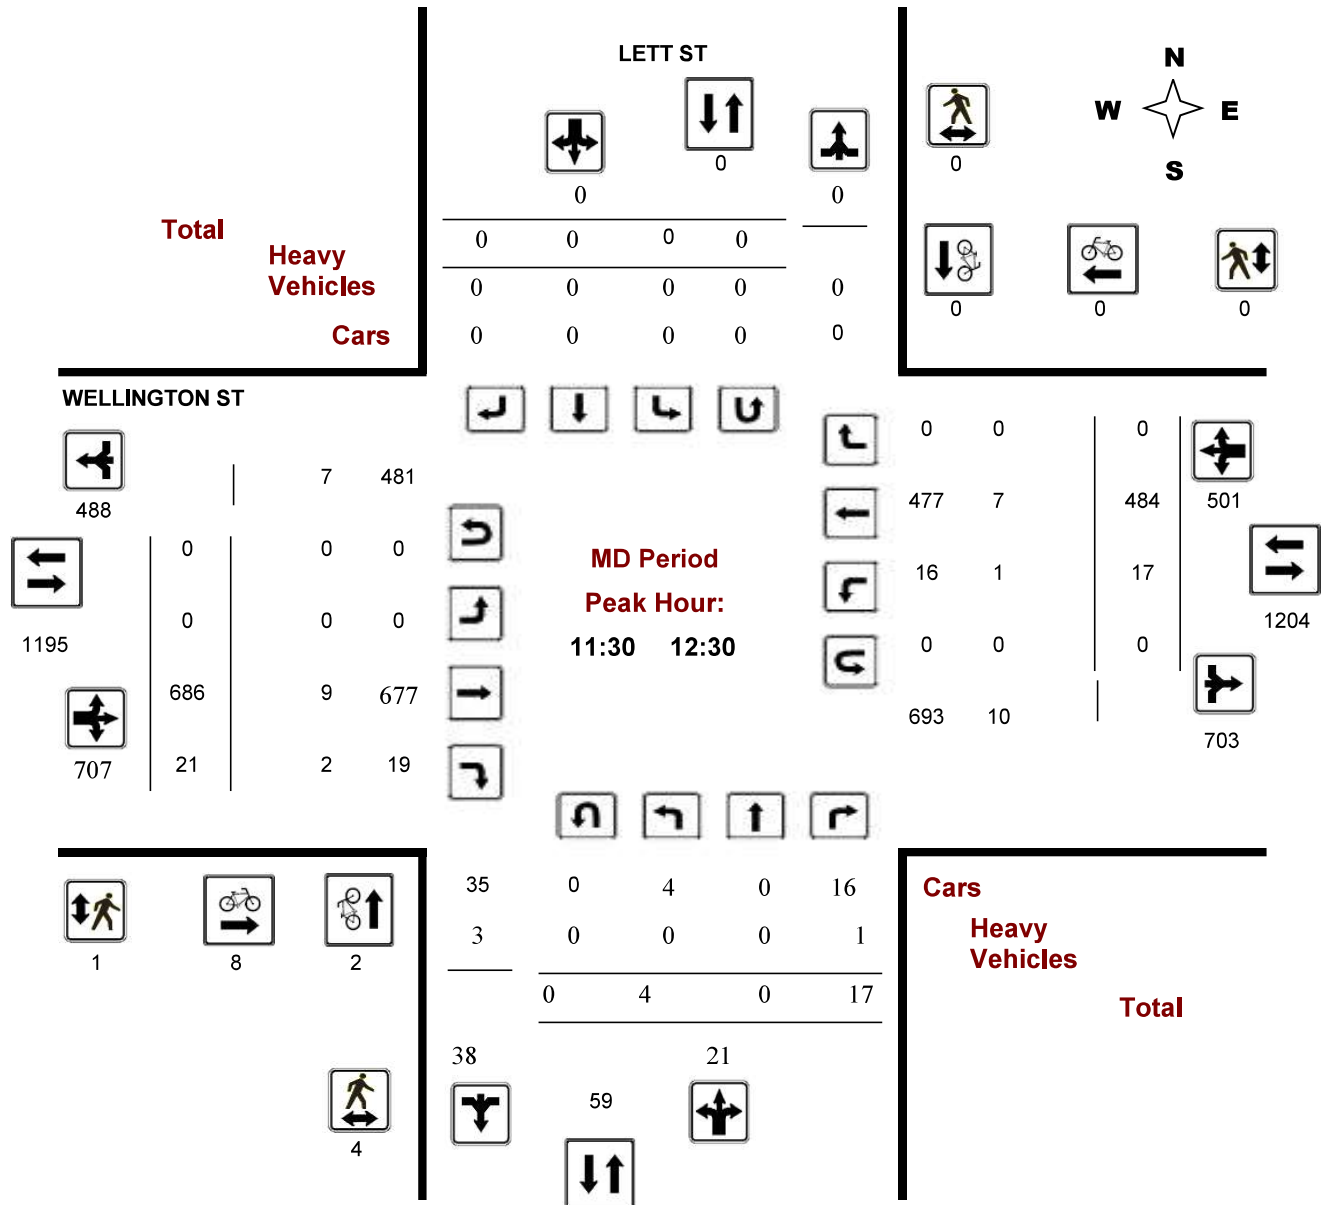 LETT ST
N
W E
S
0
0
0 0
0
Total
0 0 0 0
Heavy
Vehicles
0 0 0 0 0
Cars
0 0 0 0 0
0 0 0
WELLINGTON ST
488
7 481
0 0 0
0 0 0
1195
686 9 677
707
21 2 19
MD Period
Peak Hour:
11:30 12:30
0 0 0
477 7 484 501
16 1 17
1204
0 0 0
693 10
703
1 8 2
4
35 0 4 0 16
3 0 0 0 1
0 4 0 17
38 21
59
Cars
Heavy
Vehicles
Total